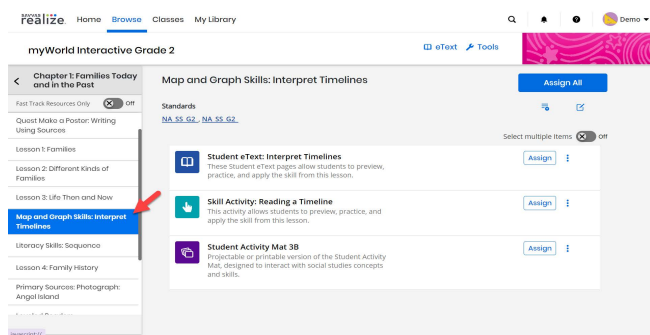 SAVVAS
realize. Home Browse Classes My Library
Demo
myWorld Interactive Grade 2
eText Tools
Chapter 1: Families Today
and in the Past
Fast Track Resources Only Off
Quest Make a Poster: Writing
Using Sources
Lesson 1: Families
Lesson 2: Different Kinds of
Families
Lesson 3: Life Then and Now
Map and Graph Skills: Interpret
Timelines
Literacy Skills: Sequence
Lesson 4: Family History
Primary Sources: Photograph:
Angel Island
Map and Graph Skills: Interpret Timelines
Assign All
Standards
NA SS G2 , NA SS G2
Select multiple items Off
Student eText: Interpret Timelines
These Student eText pages allow students to preview,
practice, and apply the skill from this lesson.
Assign
Skill Activity: Reading a Timeline
This activity allows students to preview, practice, and
apply the skill from this lesson.
Assign
Student Activity Mat 3B
Projectable or printable version of the Student Activity
Mat, designed to interact with social studies concepts
and skills.
Assign